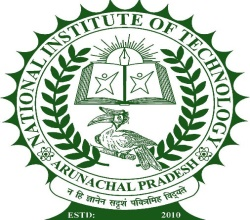 NATIONAL INSTITUTE OF TECHNOLOGY
ARUNACHAL PRADESH
न हि ज्ञानेन सदृशं पवित्रमिह विद्यते
ESTD: 2010